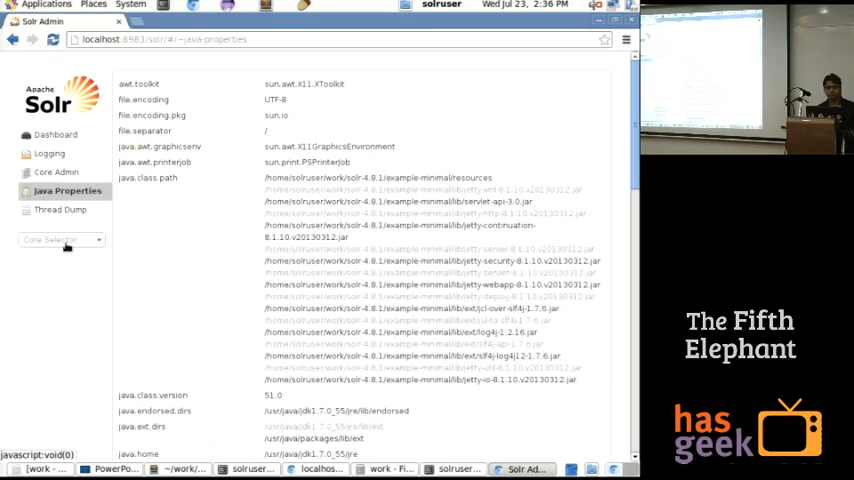 Applications Places System
solruser
Wed Jul 23, 2:36 PM
Solr Admin
localhost:8983/solr/#/~java-properties
Apache
Solr
Dashboard
Logging
Core Admin
Java Properties
Thread Dump
Core Selector
awt.toolkit sun.awt.X11.XToolkit
file.encoding UTF-8
file.encoding.pkg sun.io
file.separator /
java.awt.graphicsenv sun.awt.X11GraphicsEnvironment
java.awt.printerjob sun.print.PSPrinterJob
java.class.path /home/solruser/work/solr-4.8.1/example-minimal/resources
/home/solruser/work/solr-4.8.1/example-minimal/lib/jetty-xml-8.1.10.v20130312.jar
/home/solruser/work/solr-4.8.1/example-minimal/lib/servlet-api-3.0.jar
/home/solruser/work/solr-4.8.1/example-minimal/lib/jetty-http-8.1.10.v20130312.jar
/home/solruser/work/solr-4.8.1/example-minimal/lib/jetty-continuation-
8.1.10.v20130312.jar
/home/solruser/work/solr-4.8.1/example-minimal/lib/jetty-server-8.1.10.v20130312.jar
/home/solruser/work/solr-4.8.1/example-minimal/lib/jetty-security-8.1.10.v20130312.jar
/home/solruser/work/solr-4.8.1/example-minimal/lib/jetty-servlet-8.1.10.v20130312.jar
/home/solruser/work/solr-4.8.1/example-minimal/lib/jetty-webapp-8.1.10.v20130312.jar
/home/solruser/work/solr-4.8.1/example-minimal/lib/jetty-deploy-8.1.10.v20130312.jar
/home/solruser/work/solr-4.8.1/example-minimal/lib/ext/jcl-over-slf4j-1.7.6.jar
/home/solruser/work/solr-4.8.1/example-minimal/lib/ext/jul-to-slf4j-1.7.6.jar
/home/solruser/work/solr-4.8.1/example-minimal/lib/ext/log4j-1.2.16.jar
/home/solruser/work/solr-4.8.1/example-minimal/lib/ext/slf4j-api-1.7.6.jar
/home/solruser/work/solr-4.8.1/example-minimal/lib/ext/slf4j-log4j12-1.7.6.jar
/home/solruser/work/solr-4.8.1/example-minimal/lib/jetty-util-8.1.10.v20130312.jar
/home/solruser/work/solr-4.8.1/example-minimal/lib/jetty-io-8.1.10.v20130312.jar
java.class.version 51.0
java.endorsed.dirs /usr/java/jdk1.7.0_55/jre/lib/endorsed
java.ext.dirs /usr/java/jdk1.7.0_55/jre/lib/ext
/usr/java/packages/lib/ext
java.home /usr/java/jdk1.7.0_55/jre
javascript:void(0)
[work - ... PowerPo... ~/work/... solruser... localhos... work - Fi... solruser... Solr Ad...
The Fifth
Elephant
has
geek